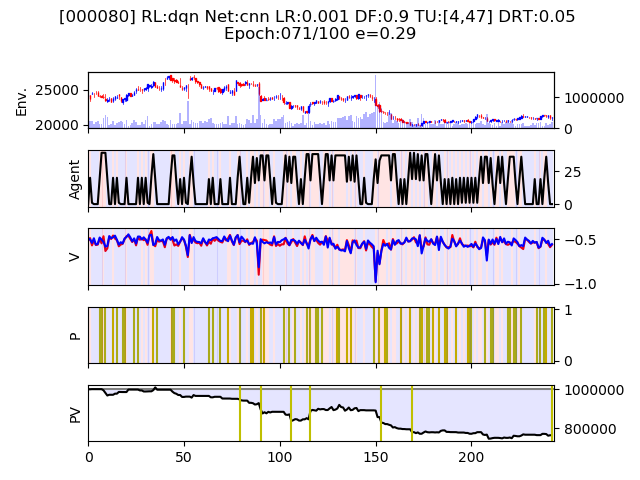 [000080] RL:dqn Net:cnn LR:0.001 DF:0.9 TU:[4,47] DRT:0.05
Epoch:071/100 e=0.29
Env.
25000
20000
1000000
0
Agent
25
0
V
−0.5
−1.0
P
1
0
PV
1000000
800000
0
50
100
150
200